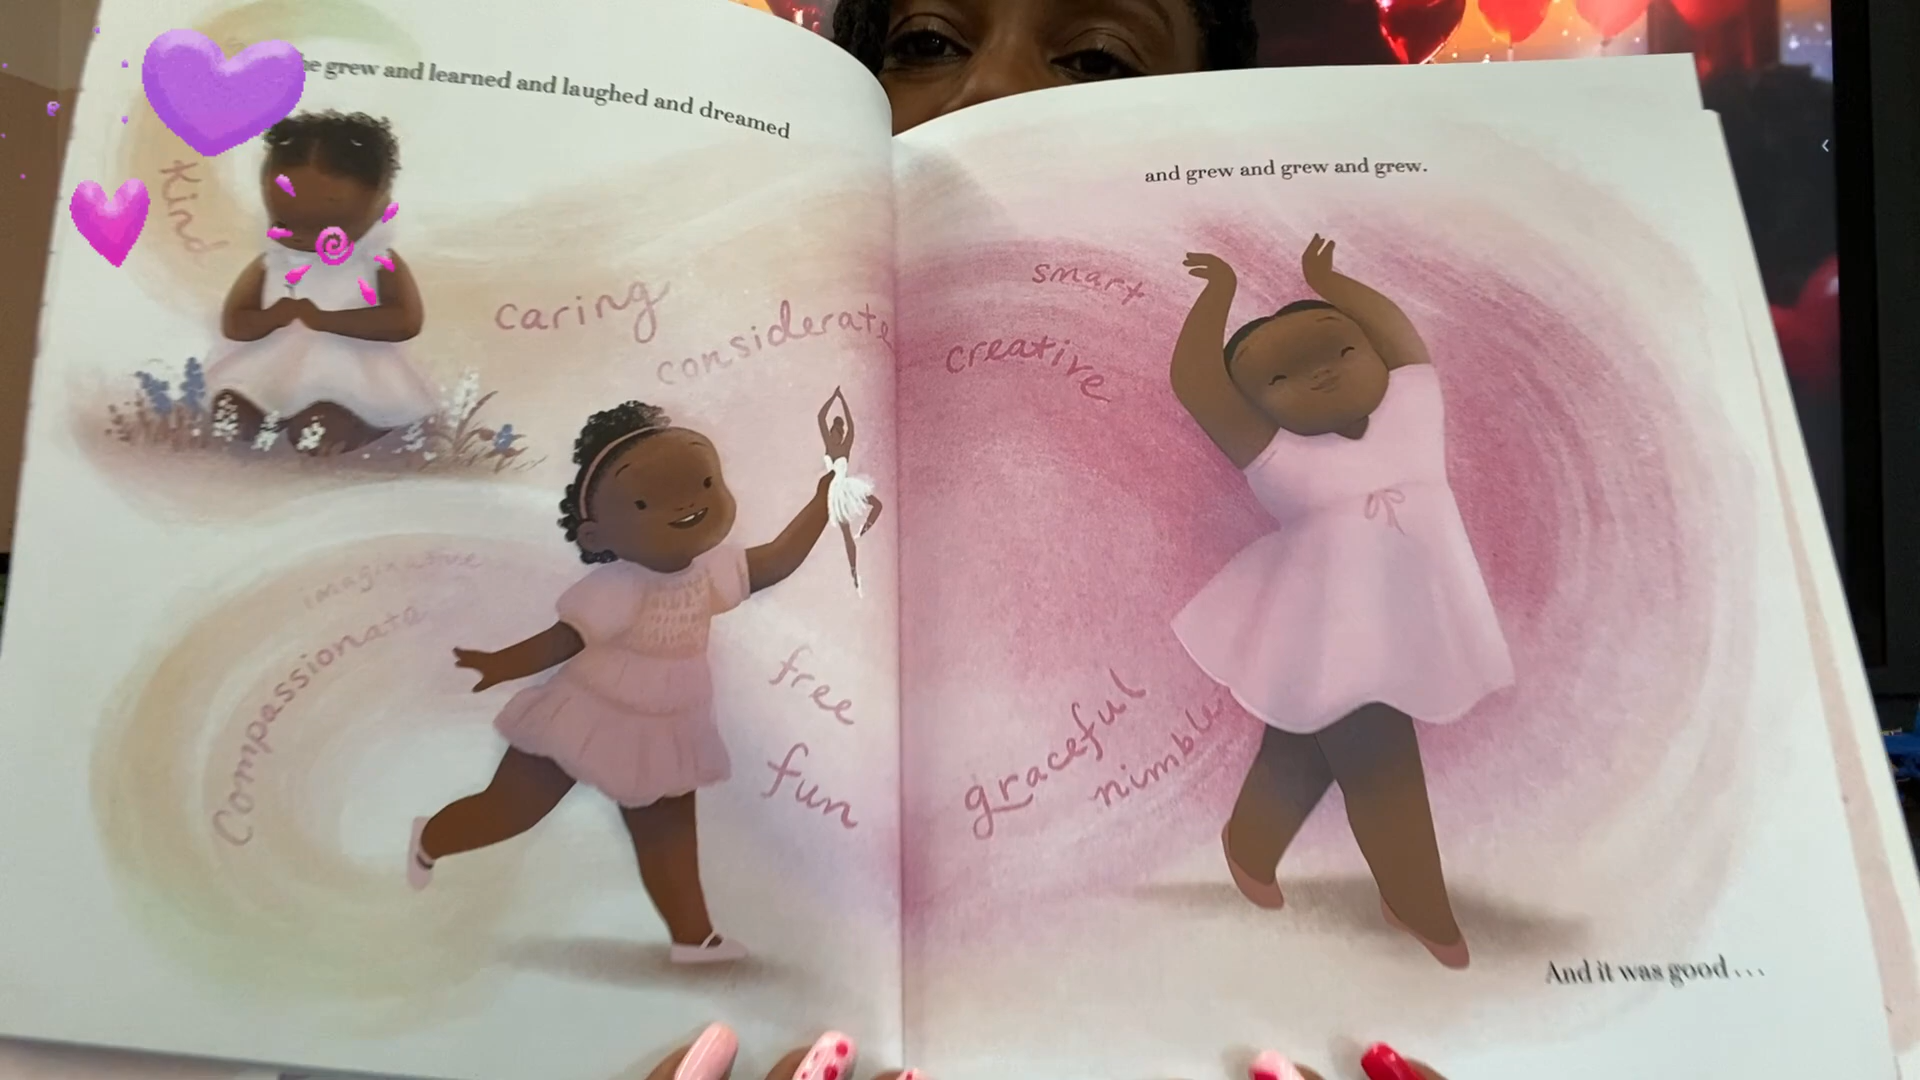 he grew and learned and laughed and dreamed
Kind
caring
considerate
imaginative
Compassionate
free
fun
and grew and grew and grew.
smart
creative
graceful
nimble
And it was good . . .